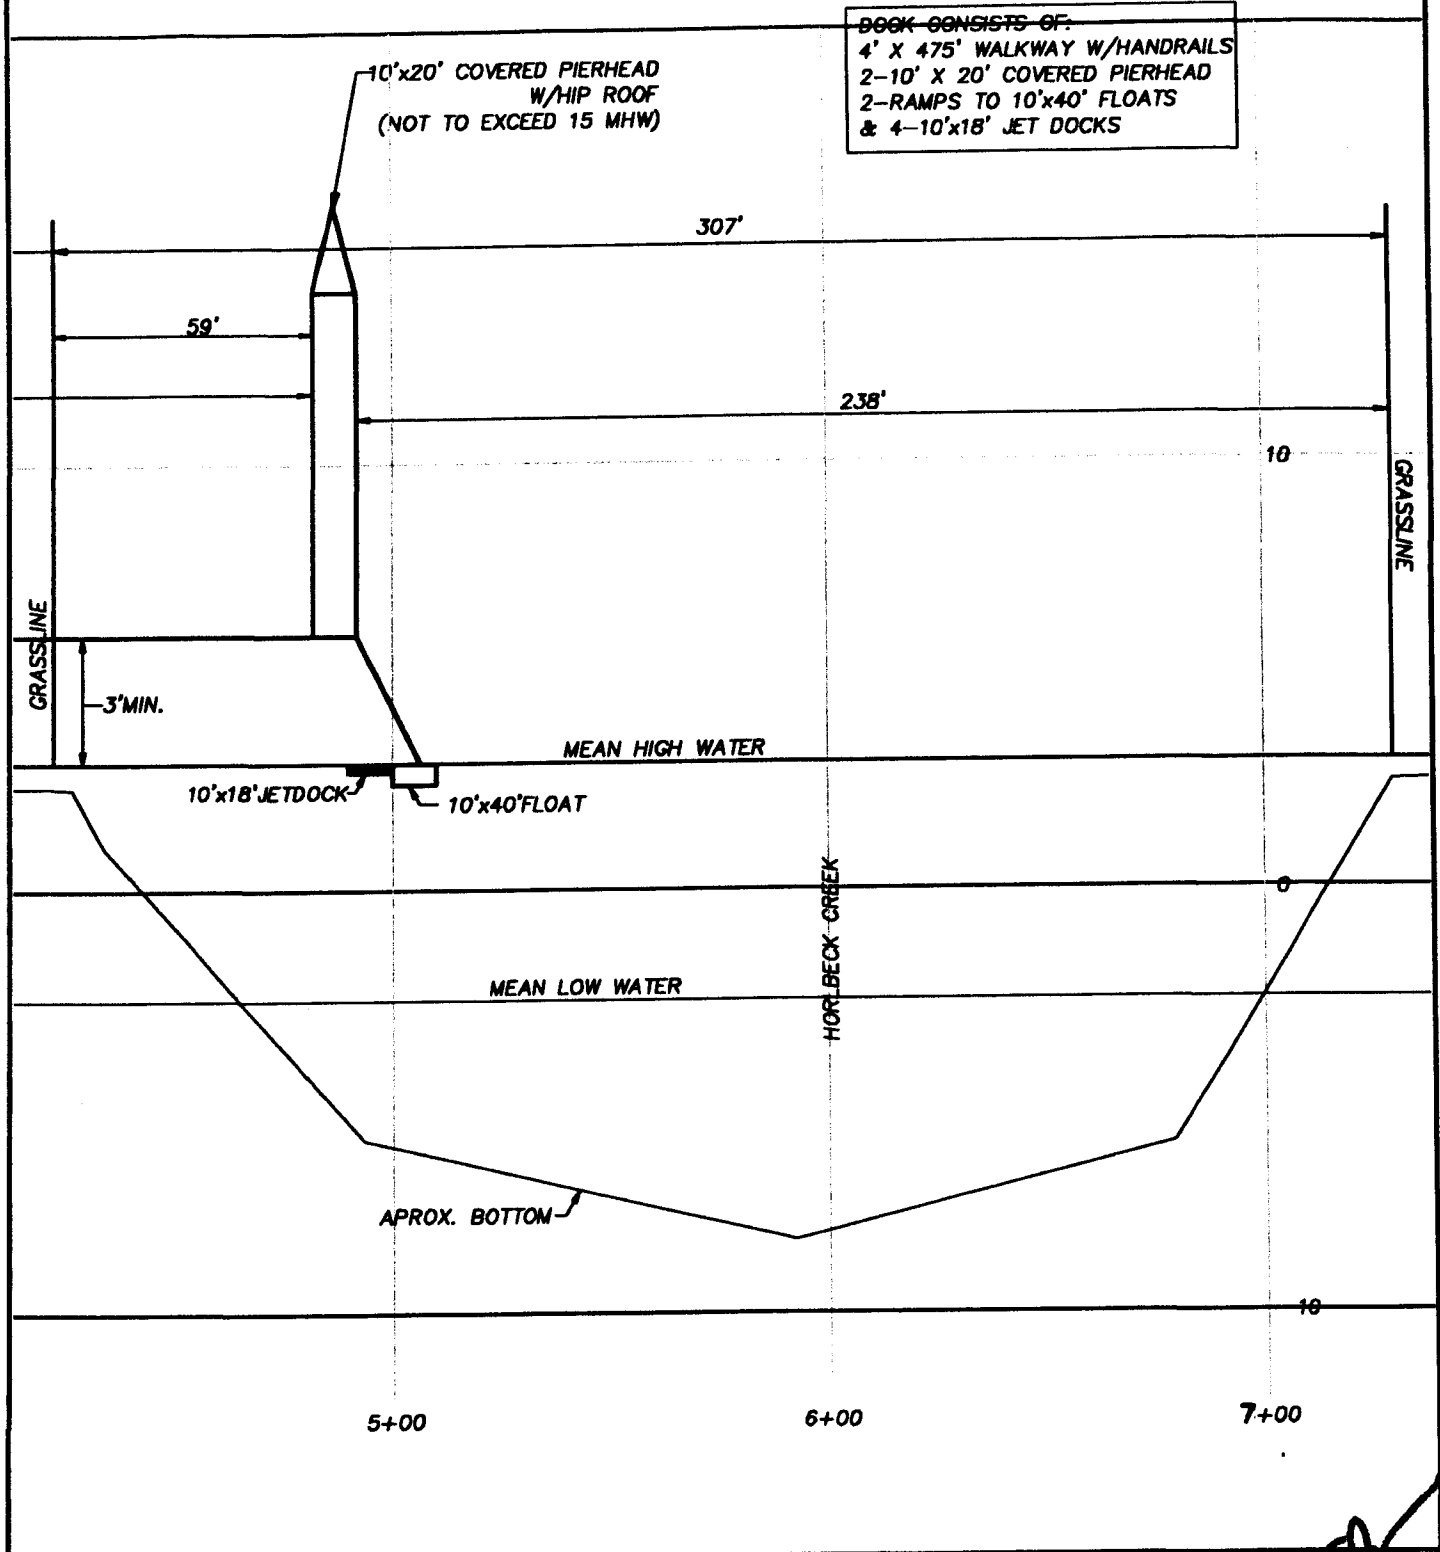 DOCK CONSISTS OF:
4' X 475' WALKWAY W/HANDRAILS
2-10' X 20' COVERED PIERHEAD
2-RAMPS TO 10'x40' FLOATS
& 4-10'x18' JET DOCKS
10'x20' COVERED PIERHEAD
W/HIP ROOF
(NOT TO EXCEED 15 MHW)
307'
59'
238'
10
GRASSLINE
GRASSLINE
3'MIN.
MEAN HIGH WATER
10'x18'JETDOCK
10'x40'FLOAT
0
HORLBECK CREEK
MEAN LOW WATER
APROX. BOTTOM
10
5+00
6+00
7+00